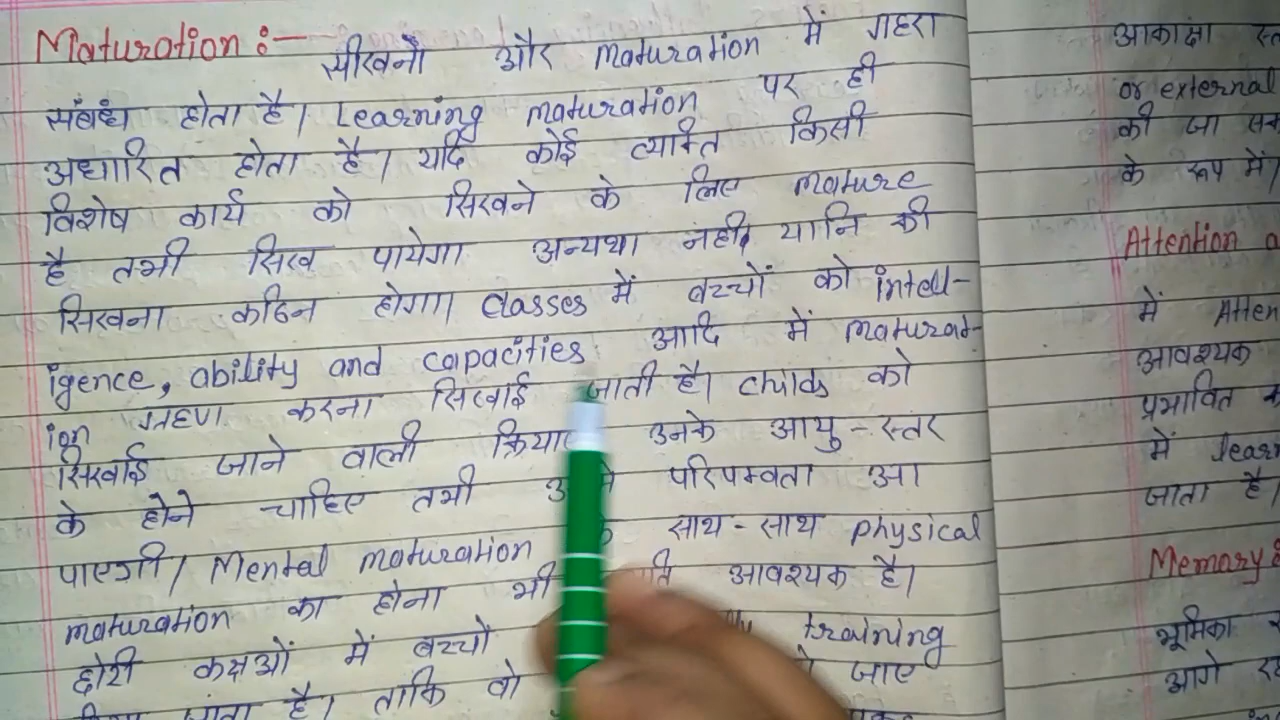 Maturation :-
सीखनो और maturation में गहरा
संबंध होता है। Learning maturation पर ही
अधारित होता है। यदि कोई व्यक्ति किसी
विशेष कार्य को सिखने के लिए mature
है तभी सिख पायेगा अन्यथा नहीं, यानि की
सिखना कठिन होगा। Classes में बच्चों को intell-
igence, ability and capacities आदि में maturat-
ion ग्रहण करना सिखाई जाती है। childs को
सिखाई जाने वाली क्रियाए उनके आयु-स्तर
के होने चाहिए तभी परिपक्वता आ
पाएगी। Mental maturation साथ-साथ physical
maturation का होना भी आवश्यक है।
छोटी कक्षओं में बच्चों training
जाता है। ताकि वो जाए
आकांक्षा
or external
की जा
के रूप में।
Attention
में Atten
आवश्यक
प्रभावित
में lear
जाता है।
Memory
भूमिका
आगे